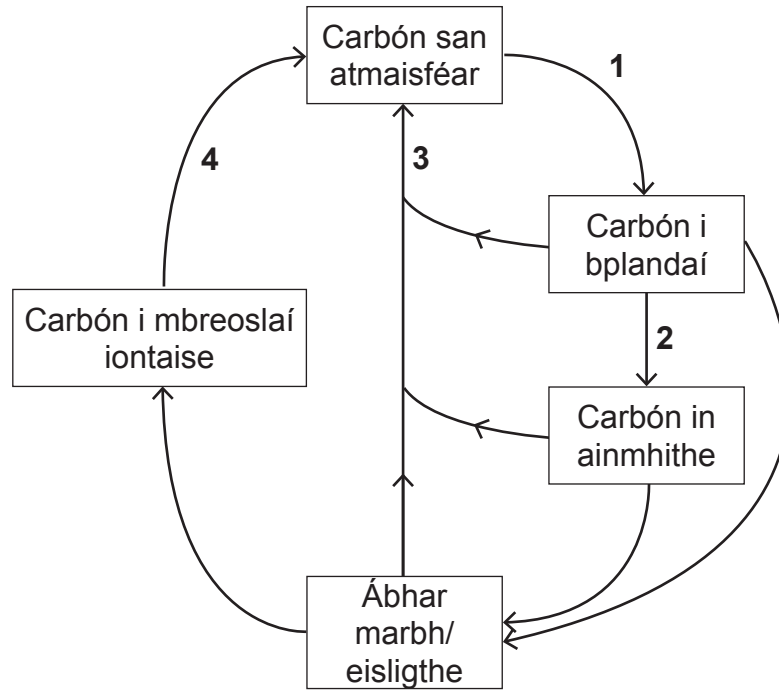 Carbón san
atmaisféar
1
4
3
Carbón i
bplandaí
Carbón i mbreoslaí
iontaise
2
Carbón in
ainmhithe
Ábhar
marbh/
eisligthe